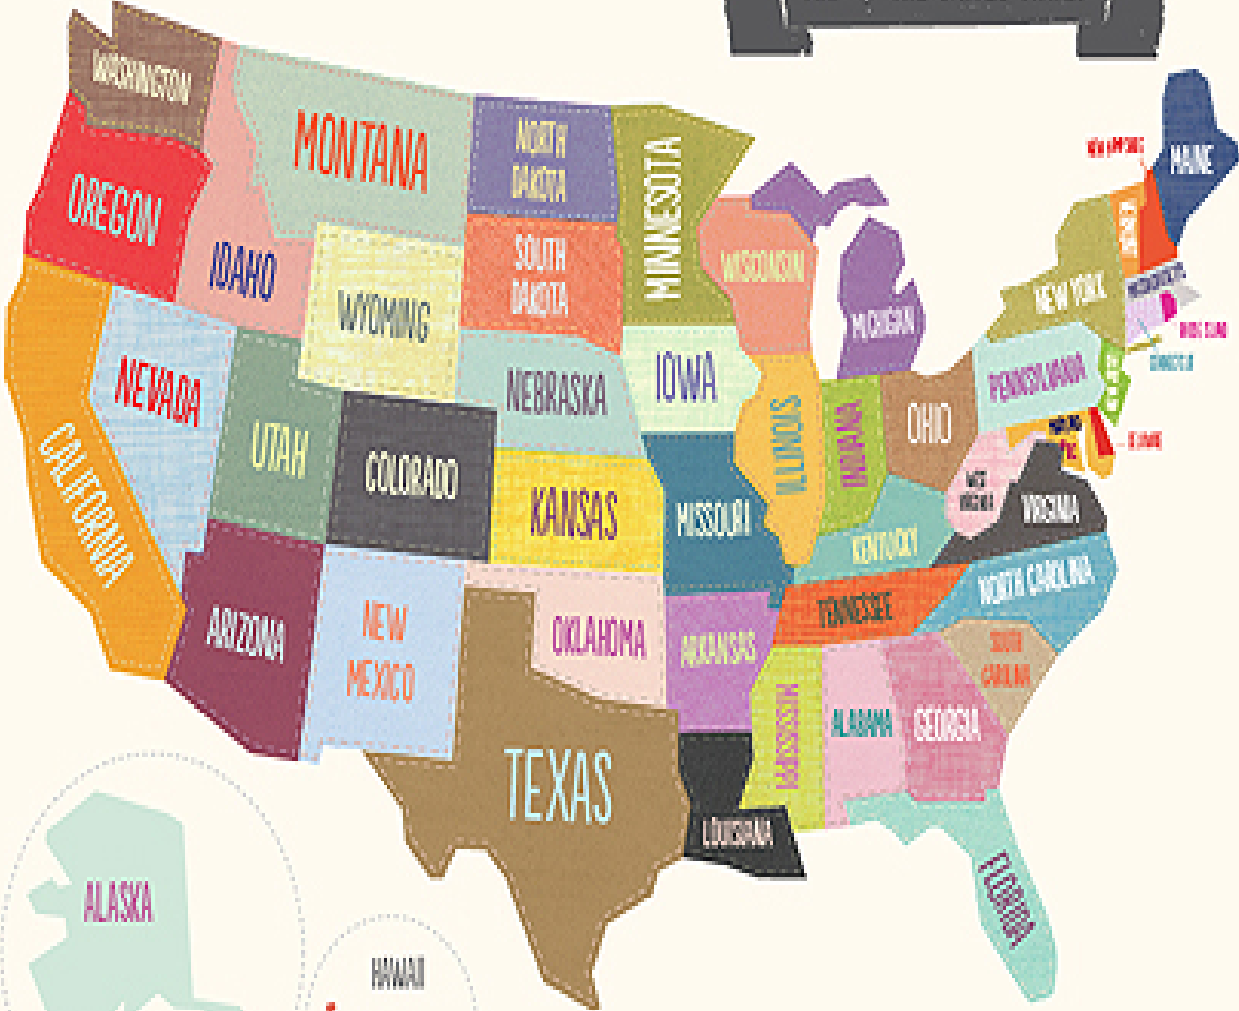 WASHINGTON
MONTANA
NORTH
DAKOTA
MINNESOTA
MAINE
OREGON
IDAHO
SOUTH
DAKOTA
WISCONSIN
WYOMING
NEW YORK
MICHIGAN
NEVADA
NEBRASKA
IOWA
PENNSYLVANIA
UTAH
COLORADO
ILLINOIS
INDIANA
OHIO
CALIFORNIA
KANSAS
MISSOURI
WEST
VIRGINIA
VIRGINIA
KENTUCKY
NORTH CAROLINA
ARIZONA
NEW
MEXICO
OKLAHOMA
ARKANSAS
TENNESSEE
SOUTH
CAROLINA
MISSISSIPPI
ALABAMA
GEORGIA
TEXAS
LOUISIANA
FLORIDA
ALASKA
HAWAII